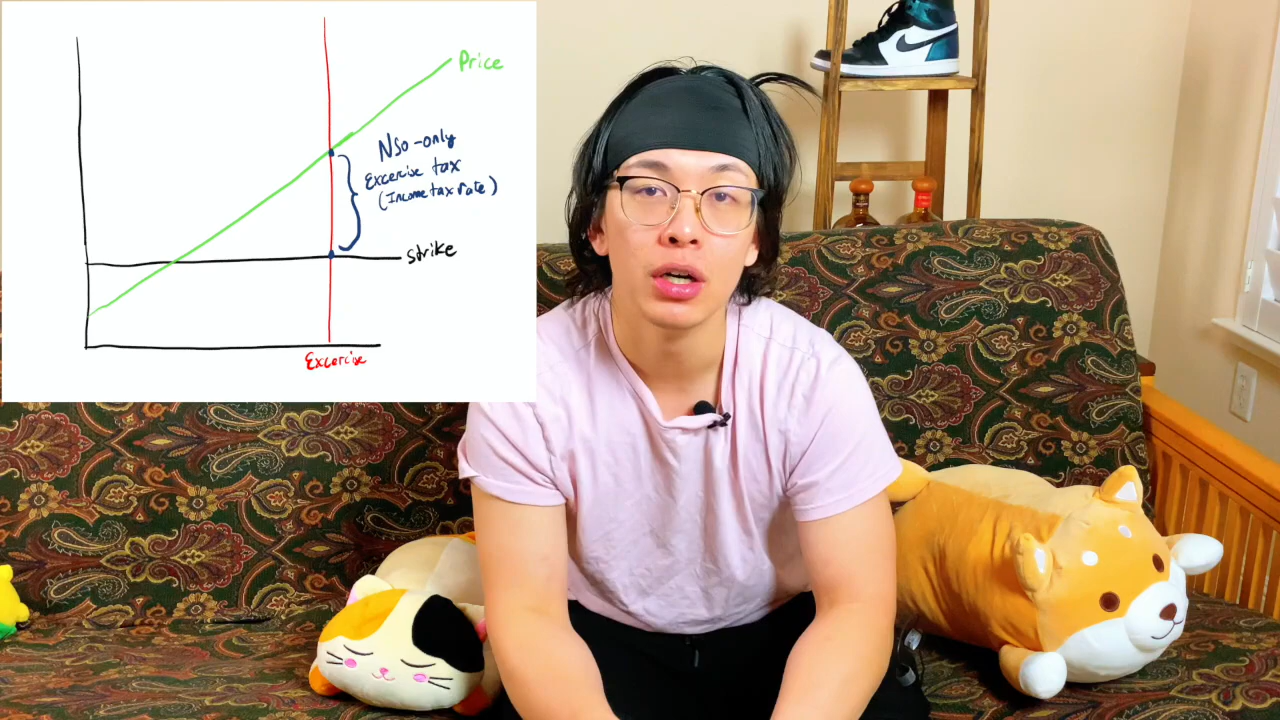 Price
NSO-only
Excercise tax
(Income tax rate)
strike
Excercise